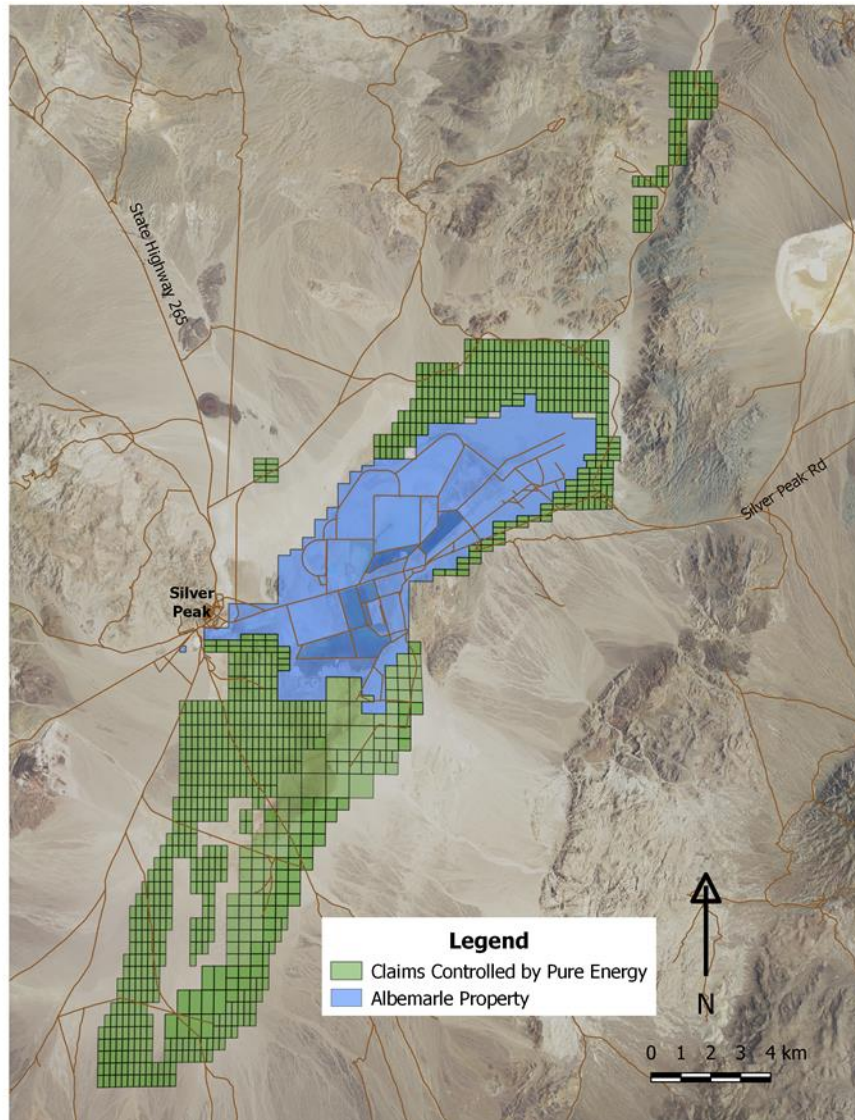 State Highway 265
Silver Peak Rd
Silver
Peak
Legend
Claims Controlled by Pure Energy
Albemarle Property
N
0 1 2 3 4 km